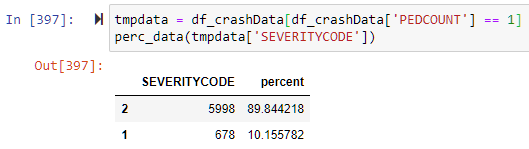 In [397]: tmpdata = df_crashData[df_crashData['PEDCOUNT'] == 1]
perc_data(tmpdata['SEVERITYCODE'])
Out[397]:
SEVERITYCODE percent
2 5998 89.844218
1 678 10.155782